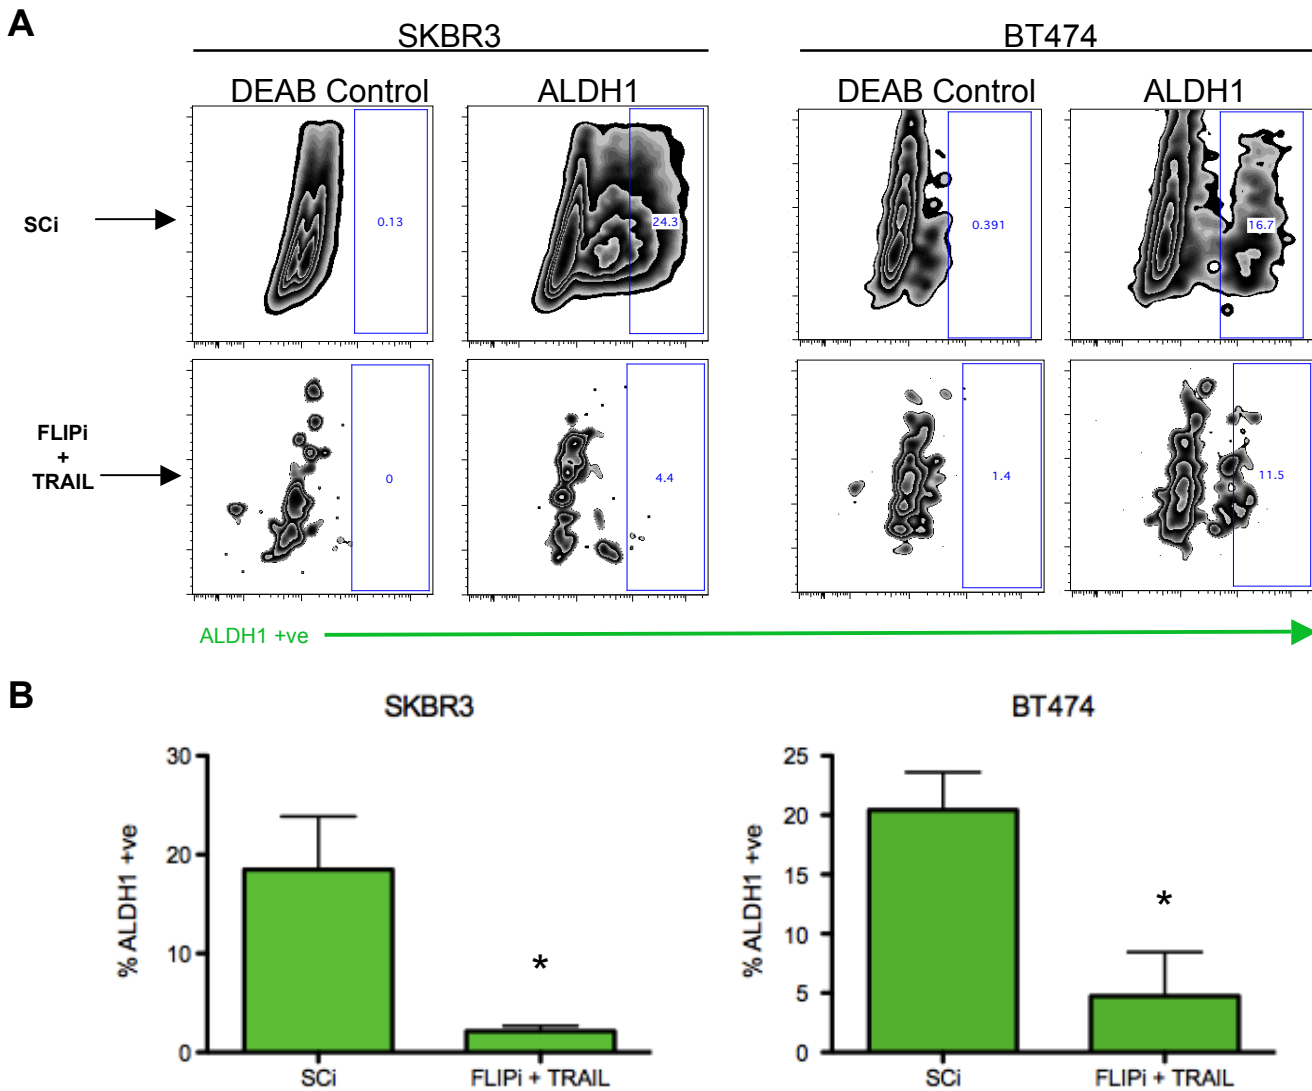 A
SKBR3
BT474
DEAB Control
ALDH1
DEAB Control
ALDH1
SCi
0.13
24.3
0.391
16.7
FLIPi
+
TRAIL
0
4.4
1.4
11.5
ALDH1 +ve
B
SKBR3
BT474
% ALDH1 +ve
30
20
10
0
*
SCi
FLIPi + TRAIL
% ALDH1 +ve
25
20
15
10
5
0
*
SCi
FLIPi + TRAIL